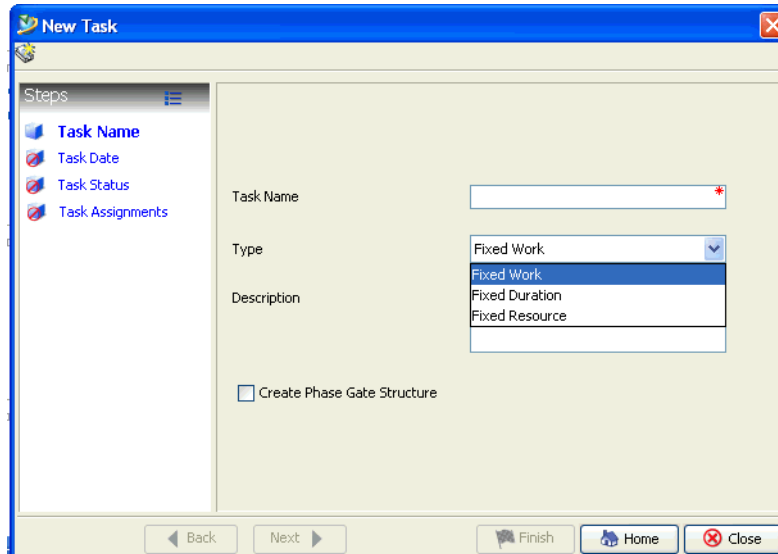 New Task
Steps
Task Name
Task Date
Task Status
Task Assignments
Task Name *
Type Fixed Work
Fixed Work
Description Fixed Duration
Fixed Resource
Create Phase Gate Structure
Back Next Finish Home Close